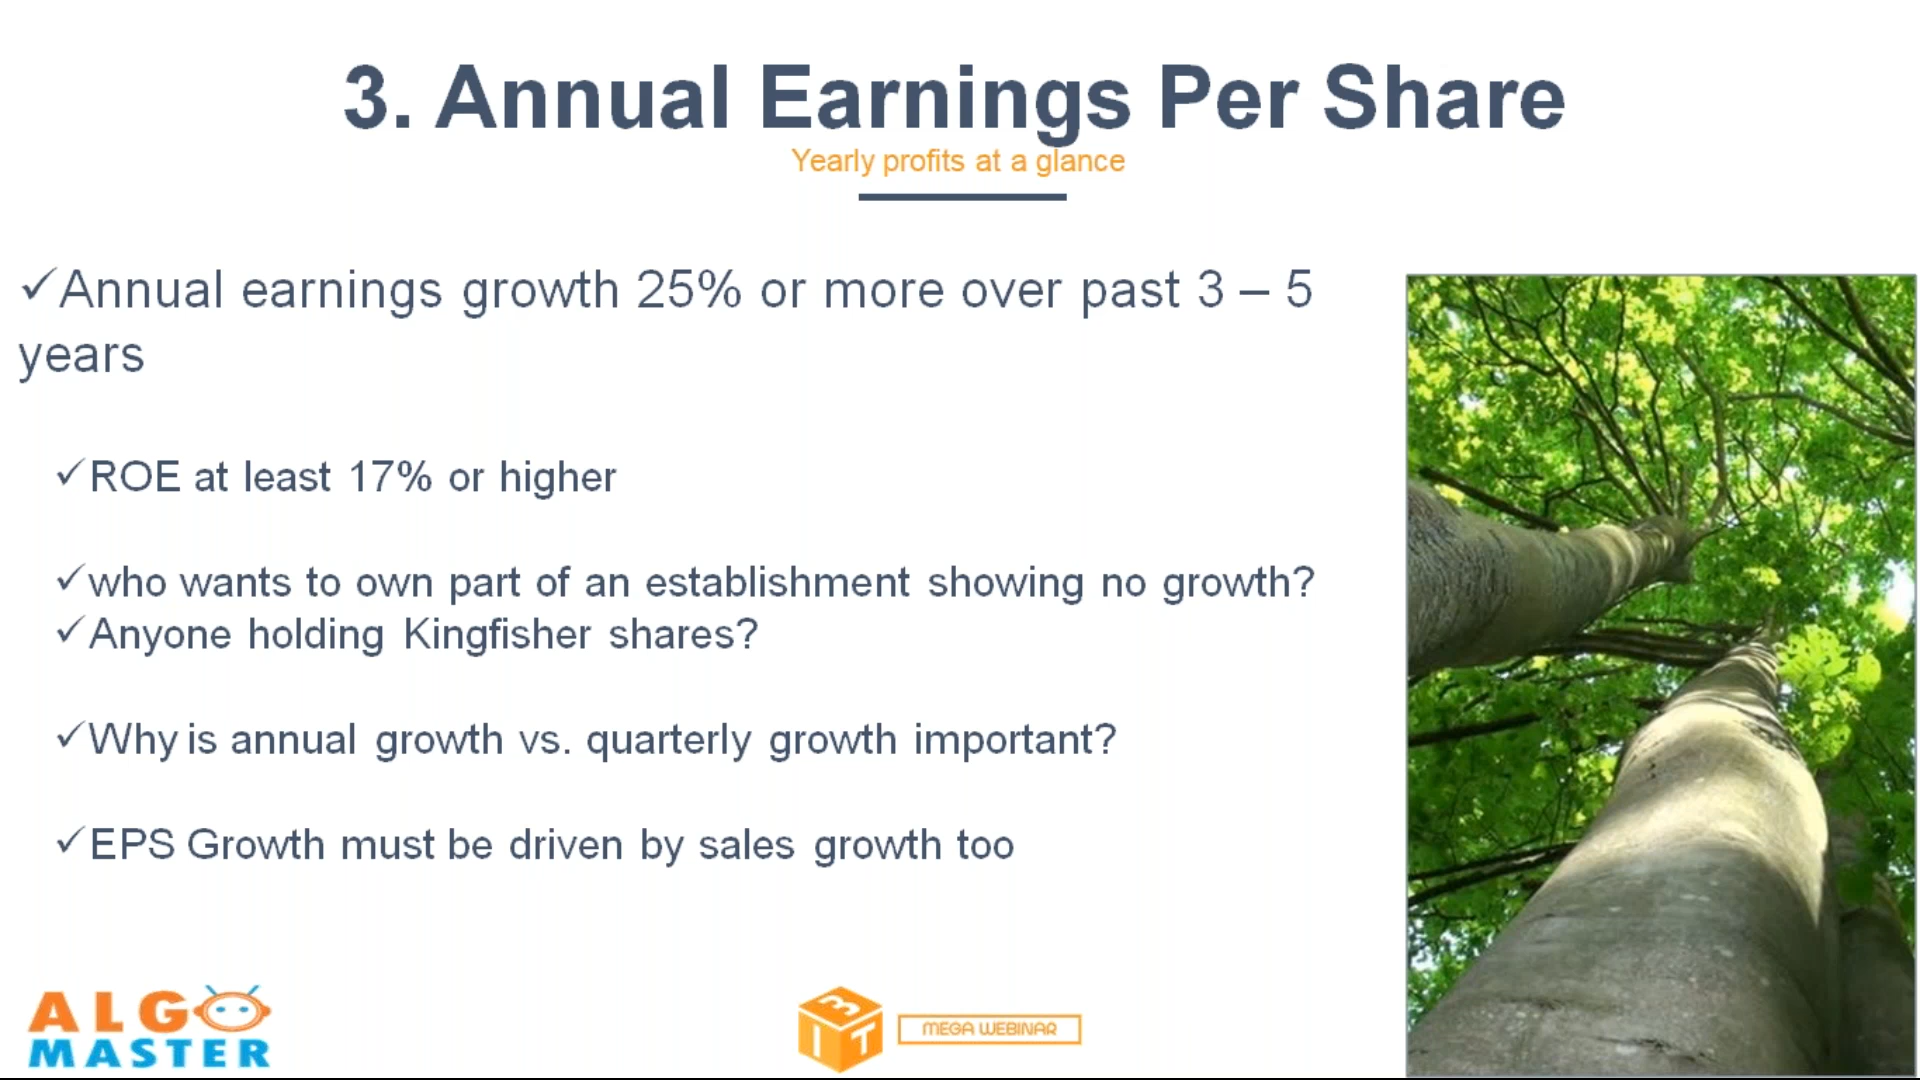 3. Annual Earnings Per Share
Yearly profits at a glance
✓Annual earnings growth 25% or more over past 3 – 5
years
✓ROE at least 17% or higher
✓who wants to own part of an establishment showing no growth?
✓Anyone holding Kingfisher shares?
✓Why is annual growth vs. quarterly growth important?
✓EPS Growth must be driven by sales growth too
ALGO
MASTER
3
I T
MEGA WEBINAR